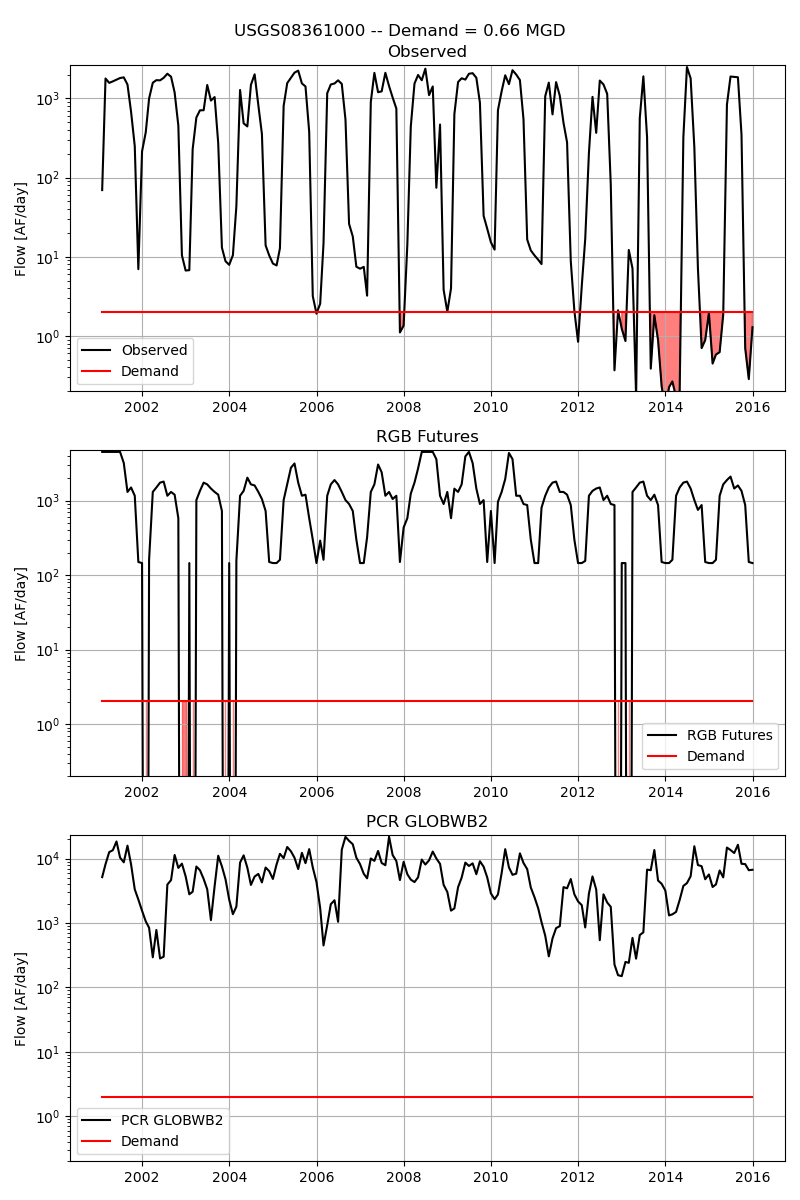 USGS08361000 -- Demand = 0.66 MGD
Observed
Flow [AF/day]
10³
10²
10¹
10⁰
Observed
Demand
2002 2004 2006 2008 2010 2012 2014 2016
RGB Futures
Flow [AF/day]
10³
10²
10¹
10⁰
RGB Futures
Demand
2002 2004 2006 2008 2010 2012 2014 2016
PCR GLOBWB2
Flow [AF/day]
10⁴
10³
10²
10¹
10⁰
PCR GLOBWB2
Demand
2002 2004 2006 2008 2010 2012 2014 2016